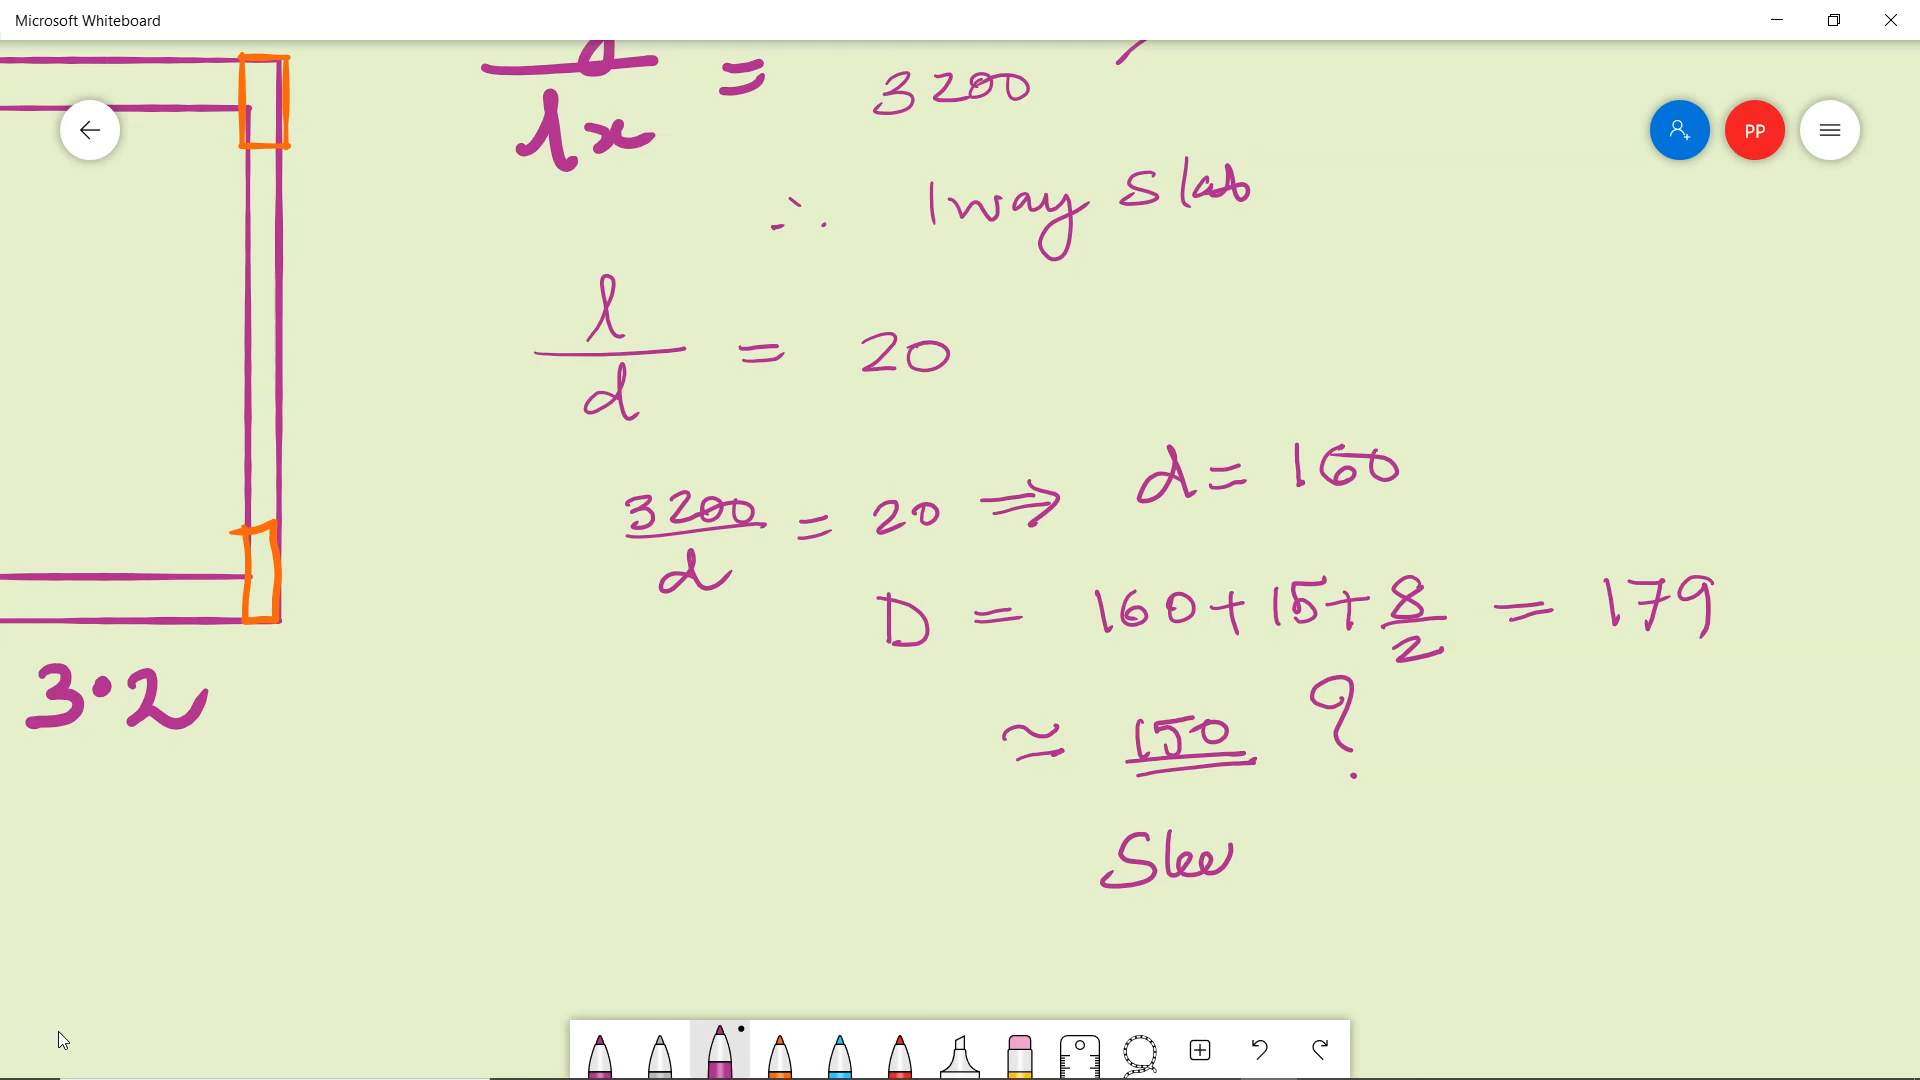 Microsoft Whiteboard
PP
lx = 3200
∴ 1way Slab
l/d = 20
3200/d = 20 ⇒ d = 160
D = 160+15+8/2 = 179
≈ 150 ?
3.2